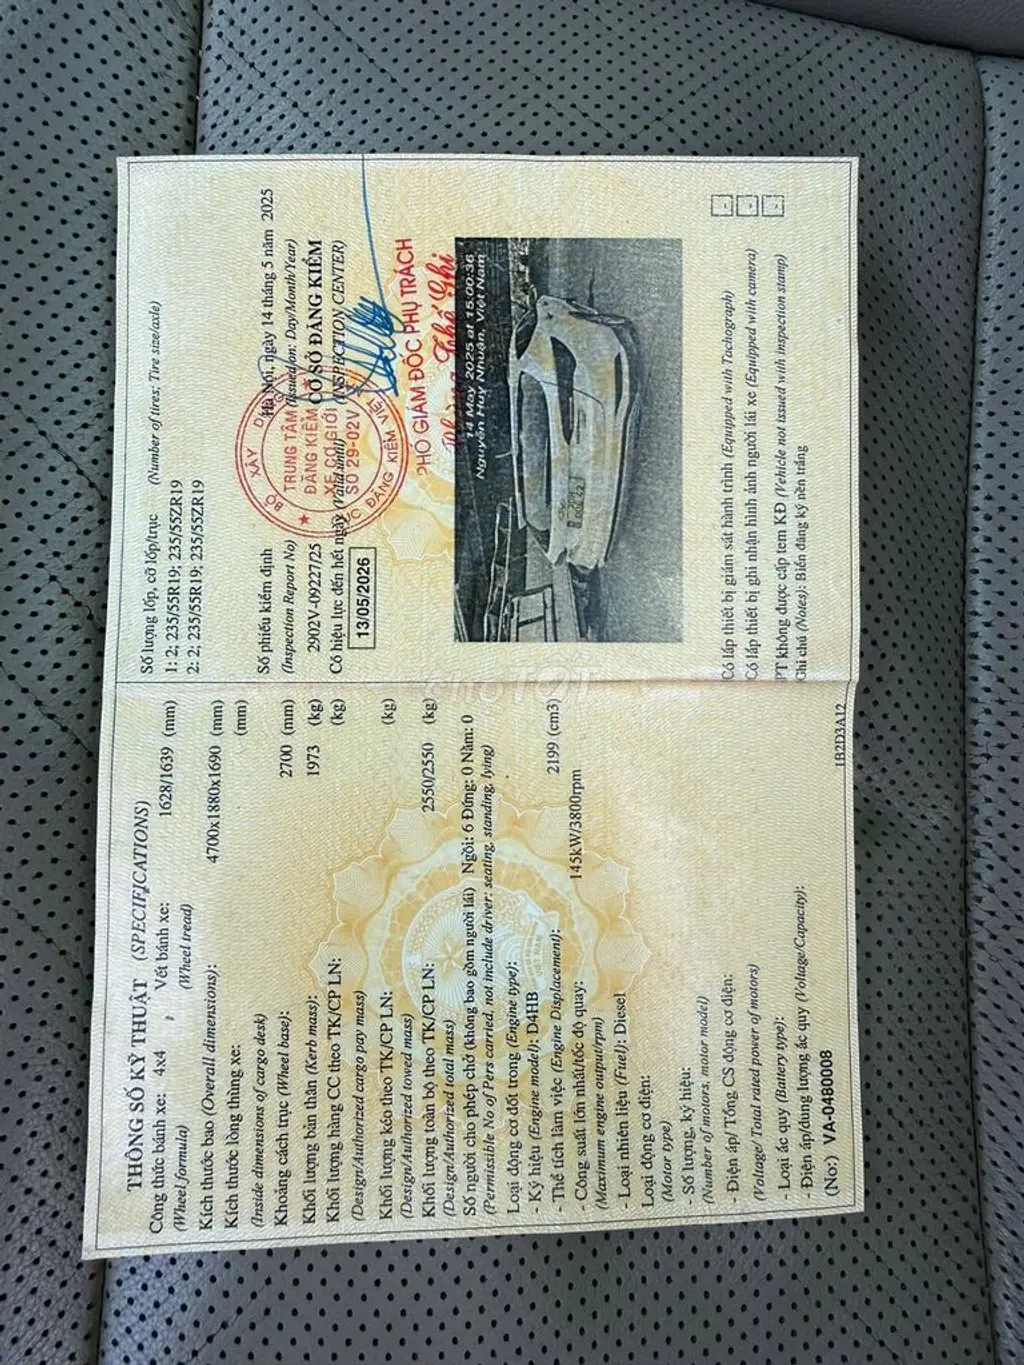 THÔNG SỐ KỸ THUẬT (SPECIFICATIONS)
Công thức bánh xe: 4x4 Vết bánh xe: 1628/1639 (mm)
(Wheel formula) (Wheel tread)
Kích thước bao (Overall dimensions): 4700x1880x1690 (mm)
Kích thước lòng thùng xe: (mm)
(Inside dimensions of cargo desk)
Khoảng cách trục (Wheel base): 2700 (mm)
Khối lượng bản thân (Kerb mass): 1973 (kg)
Khối lượng hàng CC theo TK/CP LN: (kg)
(Design/Authorized cargo pay mass)
Khối lượng kéo theo TK/CP LN: (kg)
(Design/Authorized towed mass)
Khối lượng toàn bộ theo TK/CP LN: 2550/2550 (kg)
(Design/Authorized total mass)
Số người cho phép chở (không bao gồm người lái) Ngồi: 6 Đứng: 0 Nằm: 0
(Permissible No of Pers carried, not include driver: seating, standing, lying)
Loại động cơ đốt trong (Engine type):
- Ký hiệu (Engine model): D4HB
- Thể tích làm việc (Engine Displacement): 2199 (cm3)
- Công suất lớn nhất/tốc độ quay: 145kW/3800rpm
(Maximum engine output/rpm)
- Loại nhiên liệu (Fuel): Diesel
Loại động cơ điện:
(Motor type)
- Số lượng, ký hiệu:
(Number of motors, motor model)
- Điện áp/Tổng CS động cơ điện:
(Voltage/ Total rated power of motors)
- Loại ắc quy (Battery type):
- Điện áp/dung lượng ắc quy (Voltage/Capacity):
(No:) VA-0480008
1B2D3A12
Số lượng lốp, cỡ lốp/trục (Number of tires; Tire size/axle)
1: 2; 235/55R19; 235/55ZR19
2: 2; 235/55R19; 235/55ZR19
Hà Nội, ngày 14 tháng 5 năm 2025
Số phiếu kiểm định (Issued on: Day/Month/Year)
(Inspection Report No) CƠ SỞ ĐĂNG KIỂM
2902V-09227/25 (INSPECTION CENTER)
Có hiệu lực đến hết ngày (Valid until)
13/05/2026
BỘ XÂY D
TRUNG TÂM
ĐĂNG KIỂM
XE CƠ GIỚI
SỐ 29-02V
CỤC ĐĂNG KIỂM VIỆT
PHÓ GIÁM ĐỐC PHỤ TRÁCH
Thế Ghi
14 May 2025 at 15:00:36
Nguyễn Huy Nhuận, Việt Nam
Có lắp thiết bị giám sát hành trình (Equipped with Tachograph) -
Có lắp thiết bị ghi nhận hình ảnh người lái xe (Equipped with camera) -
PT không được cấp tem KĐ (Vehicle not issued with inspection stamp) -
Ghi chú (Notes): Biển đăng ký nền trắng
choTỐT